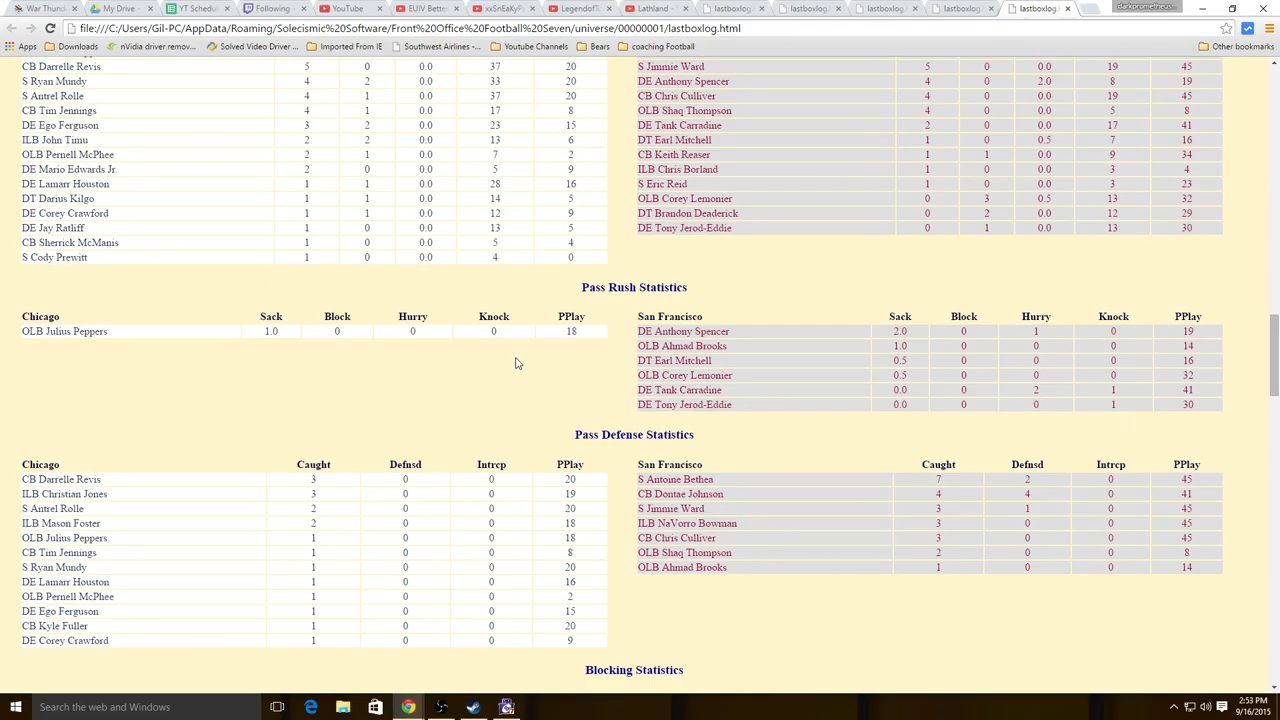 War Thund
My Drive -
YT Schedul
Following -
YouTube
EUIV Better
xxSnEaKyPx
LegendofTo
Lathland -
lastboxlog.
lastboxlog.
lastboxlog.
lastboxlog.
lastboxlog.
darkprometheus
file:///C:/Users/Gil-PC/AppData/Roaming/Solecismic%20Software/Front%20Office%20Football%20Seven/universe/00000001/lastboxlog.html
Apps Downloads nVidia driver remov... Solved Video Driver ... Imported From IE Southwest Airlines -... Youtube Channels Bears coaching Football Other bookmarks
CB Darrelle Revis 5 0 0.0 37 20 S Jimmie Ward 5 0 0.0 19 45
S Ryan Mundy 4 2 0.0 33 20 DE Anthony Spencer 4 0 2.0 8 19
S Antrel Rolle 4 1 0.0 37 20 CB Chris Culliver 4 0 0.0 19 45
CB Tim Jennings 4 1 0.0 17 8 OLB Shaq Thompson 4 0 0.0 5 8
DE Ego Ferguson 3 2 0.0 23 15 DE Tank Carradine 2 0 0.0 17 41
ILB John Timu 2 2 0.0 13 6 DT Earl Mitchell 1 0 0.5 7 16
OLB Pernell McPhee 2 1 0.0 7 2 CB Keith Reaser 1 1 0.0 9 34
DE Mario Edwards Jr. 2 0 0.0 5 9 ILB Chris Borland 1 0 0.0 3 4
DE Lamarr Houston 1 1 0.0 28 16 S Eric Reid 1 0 0.0 3 23
DT Darius Kilgo 1 1 0.0 14 5 OLB Corey Lemonier 0 3 0.5 13 32
DE Corey Crawford 1 1 0.0 12 9 DT Brandon Deaderick 0 2 0.0 12 29
DE Jay Ratliff 1 0 0.0 13 5 DE Tony Jerod-Eddie 0 1 0.0 13 30
CB Sherrick McManis 1 0 0.0 5 4
S Cody Prewitt 1 0 0.0 4 0
Pass Rush Statistics
Chicago Sack Block Hurry Knock PPlay San Francisco Sack Block Hurry Knock PPlay
OLB Julius Peppers 1.0 0 0 0 18 DE Anthony Spencer 2.0 0 1 0 19
OLB Ahmad Brooks 1.0 0 0 0 14
DT Earl Mitchell 0.5 0 0 0 16
OLB Corey Lemonier 0.5 0 0 0 32
DE Tank Carradine 0.0 0 2 1 41
DE Tony Jerod-Eddie 0.0 0 0 1 30
Pass Defense Statistics
Chicago Caught Defnsd Intrcp PPlay San Francisco Caught Defnsd Intrcp PPlay
CB Darrelle Revis 3 0 0 20 S Antoine Bethea 7 2 0 45
ILB Christian Jones 3 0 0 19 CB Dontae Johnson 4 4 0 41
S Antrel Rolle 2 0 0 20 S Jimmie Ward 3 1 0 45
ILB Mason Foster 2 0 0 18 ILB NaVorro Bowman 3 0 0 45
OLB Julius Peppers 1 0 0 18 CB Chris Culliver 3 0 0 45
CB Tim Jennings 1 0 0 8 OLB Shaq Thompson 2 0 0 8
S Ryan Mundy 1 0 0 20 OLB Ahmad Brooks 1 0 0 14
DE Lamarr Houston 1 0 0 16
OLB Pernell McPhee 1 0 0 2
DE Ego Ferguson 1 0 0 15
CB Kyle Fuller 1 0 0 20
DE Corey Crawford 1 0 0 9
Blocking Statistics
Search the web and Windows
2:53 PM
9/16/2015